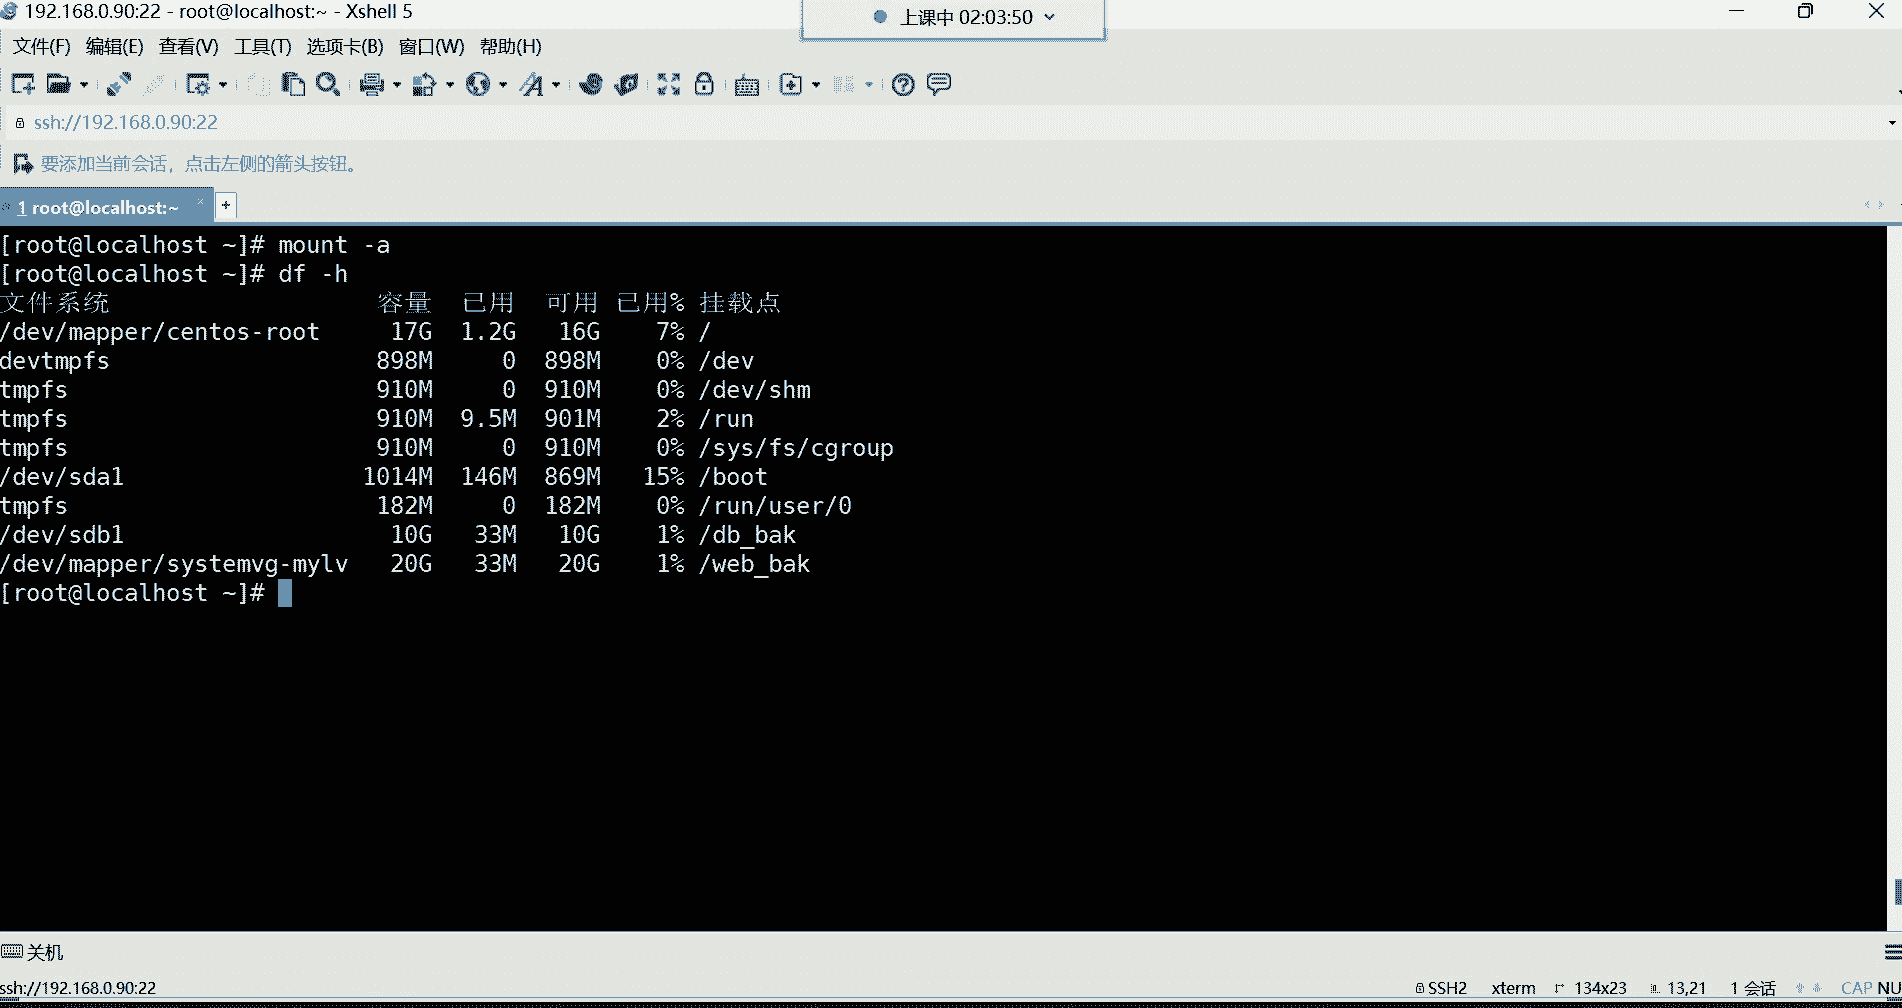 192.168.0.90:22 - root@localhost:~ - Xshell 5
上课中 02:03:50
文件(F) 编辑(E) 查看(V) 工具(T) 选项卡(B) 窗口(W) 帮助(H)
ssh://192.168.0.90:22
要添加当前会话，点击左侧的箭头按钮。
1 root@localhost:~ × +
[root@localhost ~]# mount -a
[root@localhost ~]# df -h
文件系统 容量 已用 可用 已用% 挂载点
/dev/mapper/centos-root 17G 1.2G 16G 7% /
devtmpfs 898M 0 898M 0% /dev
tmpfs 910M 0 910M 0% /dev/shm
tmpfs 910M 9.5M 901M 2% /run
tmpfs 910M 0 910M 0% /sys/fs/cgroup
/dev/sda1 1014M 146M 869M 15% /boot
tmpfs 182M 0 182M 0% /run/user/0
/dev/sdb1 10G 33M 10G 1% /db_bak
/dev/mapper/systemvg-mylv 20G 33M 20G 1% /web_bak
[root@localhost ~]#
关机
ssh://192.168.0.90:22 SSH2 xterm 134x23 13,21 1 会话 CAP NU